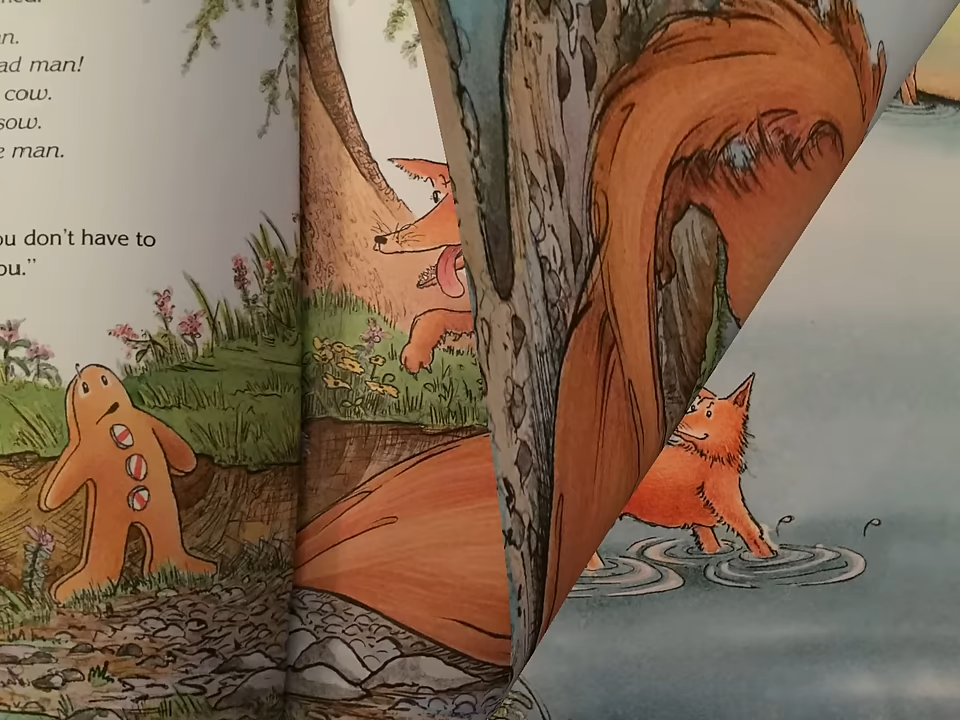 n.
ad man!
cow.
sow.
e man.
ou don't have to
ou."